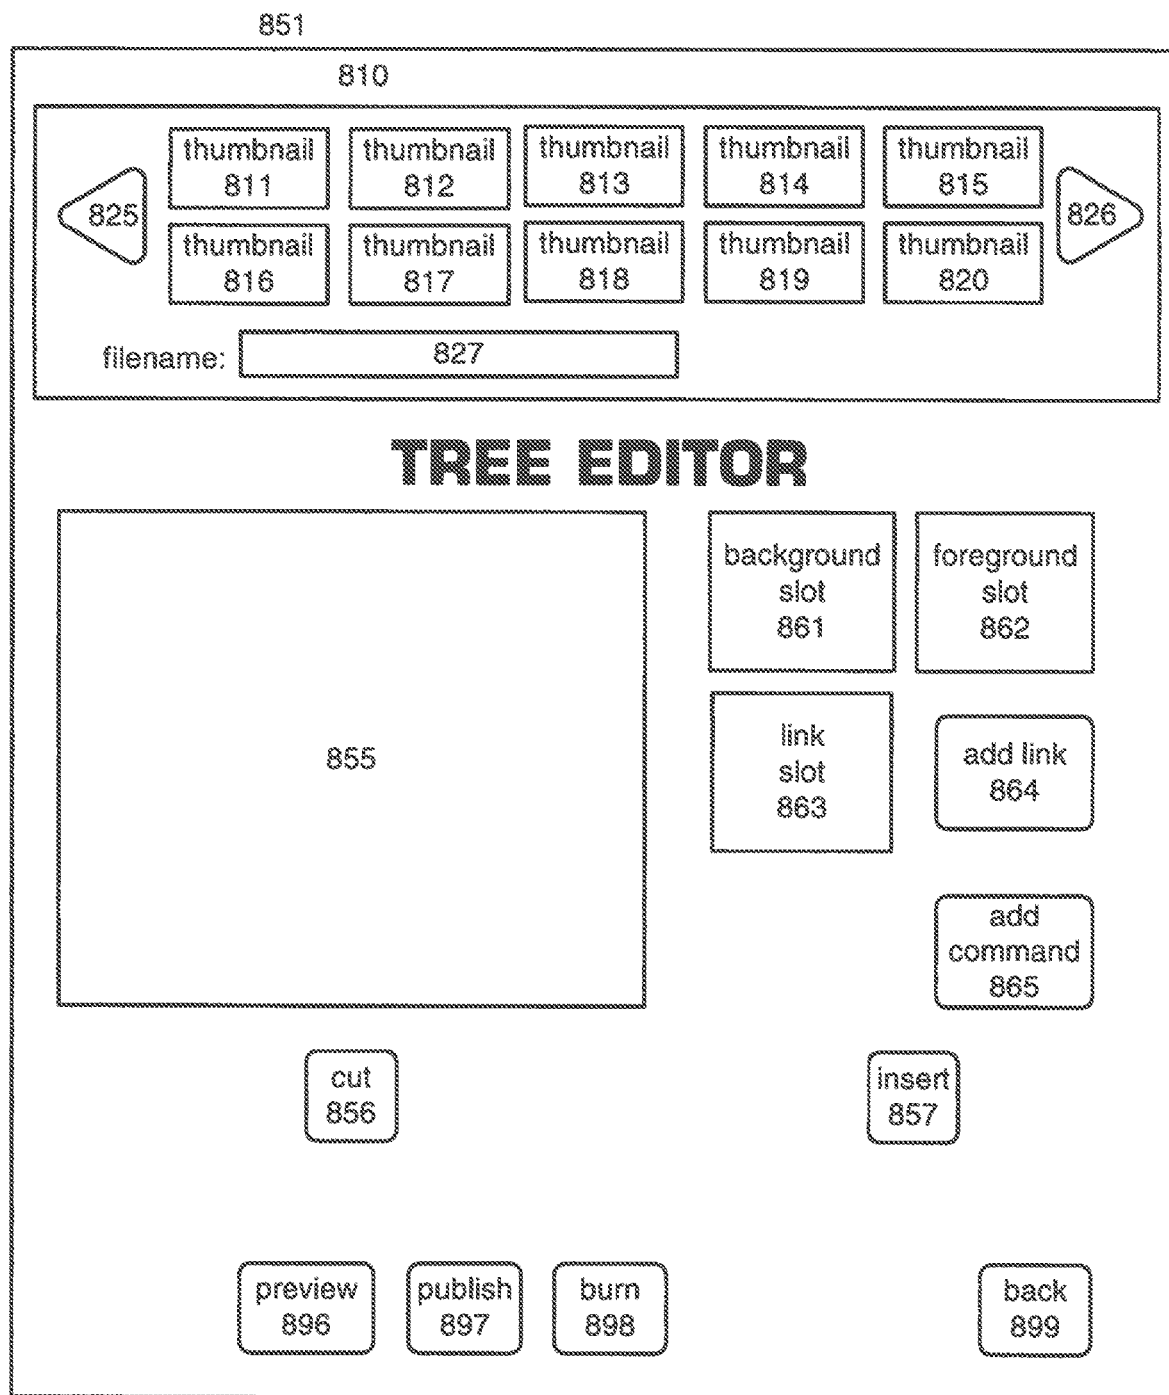 851
810
thumbnail
811
thumbnail
812
thumbnail
813
thumbnail
814
thumbnail
815
825
826
thumbnail
816
thumbnail
817
thumbnail
818
thumbnail
819
thumbnail
820
filename:
827
TREE EDITOR
855
background
slot
861
foreground
slot
862
link
slot
863
add link
864
add
command
865
cut
856
insert
857
preview
896
publish
897
burn
898
back
899